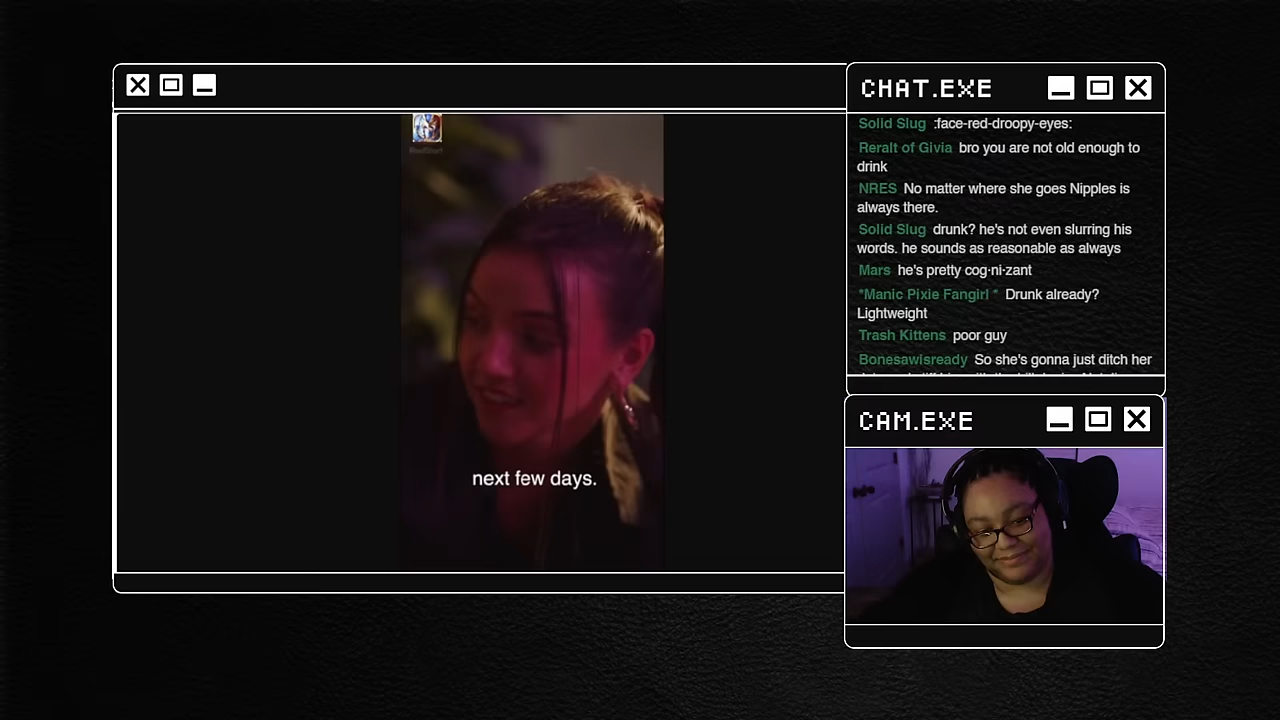 CHAT.EXE
Solid Slug :face-red-droopy-eyes:
Reralt of Givia bro you are not old enough to
drink
NRES No matter where she goes Nipples is
always there.
Solid Slug drunk? he's not even slurring his
words. he sounds as reasonable as always
Mars he's pretty cog·ni·zant
*Manic Pixie Fangirl * Drunk already?
Lightweight
Trash Kittens poor guy
Bonesawisready So she's gonna just ditch her
next few days.
CAM.EXE